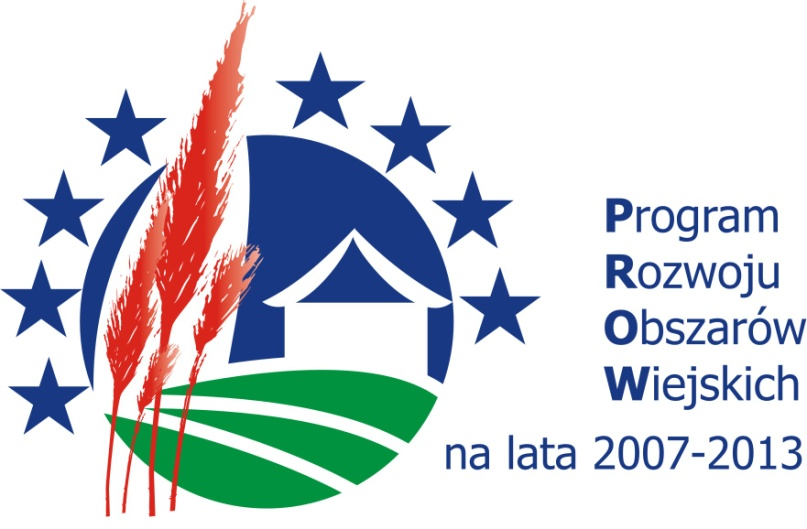 Program
Rozwoju
Obszarów
Wiejskich
na lata 2007-2013